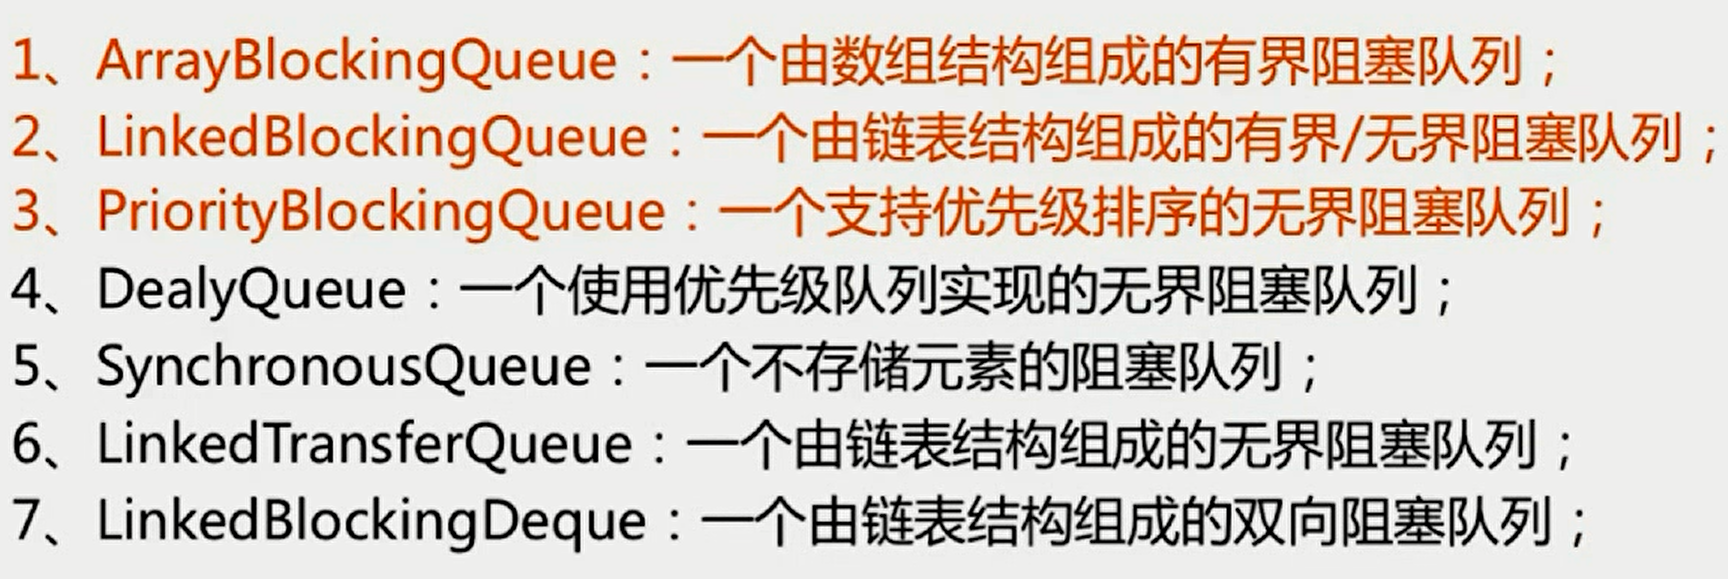 1、ArrayBlockingQueue：一个由数组结构组成的有界阻塞队列；
2、LinkedBlockingQueue：一个由链表结构组成的有界/无界阻塞队列；
3、PriorityBlockingQueue：一个支持优先级排序的无界阻塞队列；
4、DealyQueue：一个使用优先级队列实现的无界阻塞队列；
5、SynchronousQueue：一个不存储元素的阻塞队列；
6、LinkedTransferQueue：一个由链表结构组成的无界阻塞队列；
7、LinkedBlockingDeque：一个由链表结构组成的双向阻塞队列；